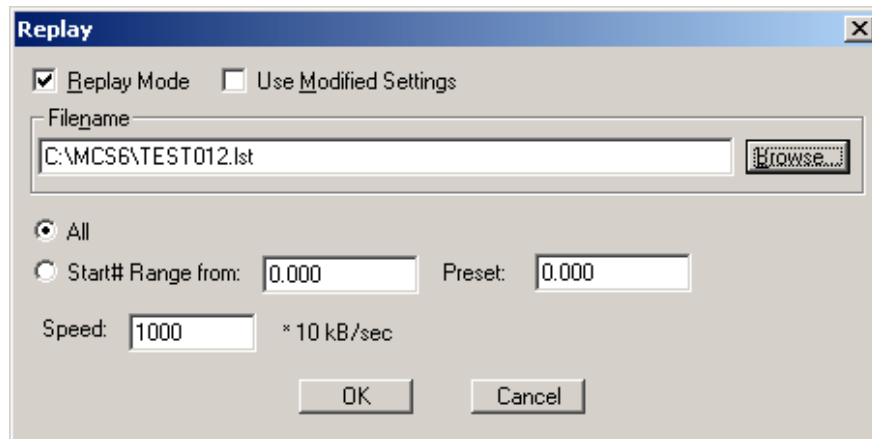 Replay
Replay Mode Use Modified Settings
Filename
C:\MCS6\TEST012.lst Browse...
All
Start# Range from: 0.000 Preset: 0.000
Speed: 1000 * 10 kB/sec
OK Cancel